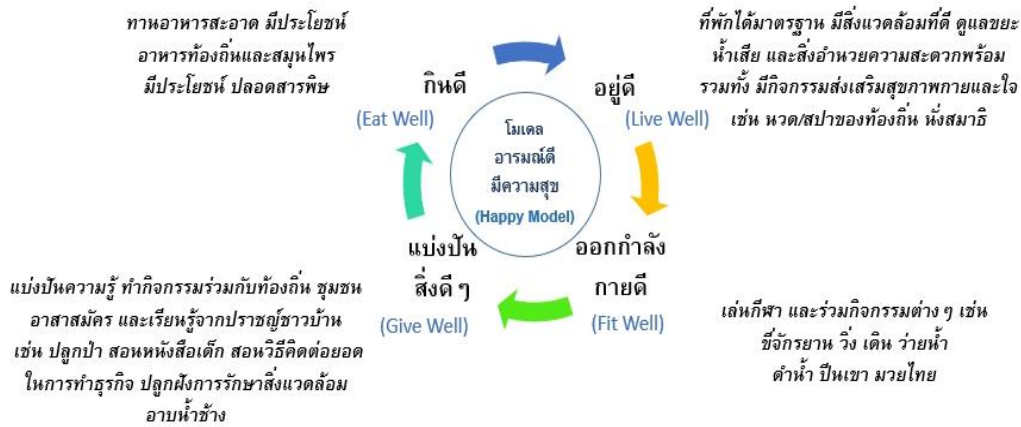 ทานอาหารสะอาด มีประโยชน์
อาหารท้องถิ่นและสมุนไพร
มีประโยชน์ ปลอดสารพิษ
กินดี
(Eat Well)
ที่พักได้มาตรฐาน มีสิ่งแวดล้อมที่ดี ดูแลขยะ
น้ำเสีย และสิ่งอำนวยความสะดวกพร้อม
รวมทั้ง มีกิจกรรมส่งเสริมสุขภาพกายและใจ
เช่น นวด/สปาของท้องถิ่น นั่งสมาธิ
อยู่ดี
(Live Well)
โมเดล
อารมณ์ดี
มีความสุข
(Happy Model)
แบ่งปัน
สิ่งดี ๆ
(Give Well)
ออกกำลัง
กายดี
(Fit Well)
แบ่งปันความรู้ ทำกิจกรรมร่วมกับท้องถิ่น ชุมชน
อาสาสมัคร และเรียนรู้จากปราชญ์ชาวบ้าน
เช่น ปลูกป่า สอนหนังสือเด็ก สอนวิธีคิดต่อยอด
ในการทำธุรกิจ ปลูกฝังการรักษาสิ่งแวดล้อม
อาบน้ำช้าง
เล่นกีฬา และร่วมกิจกรรมต่าง ๆ เช่น
ขี่จักรยาน วิ่ง เดิน ว่ายน้ำ
ดำน้ำ ปีนเขา มวยไทย